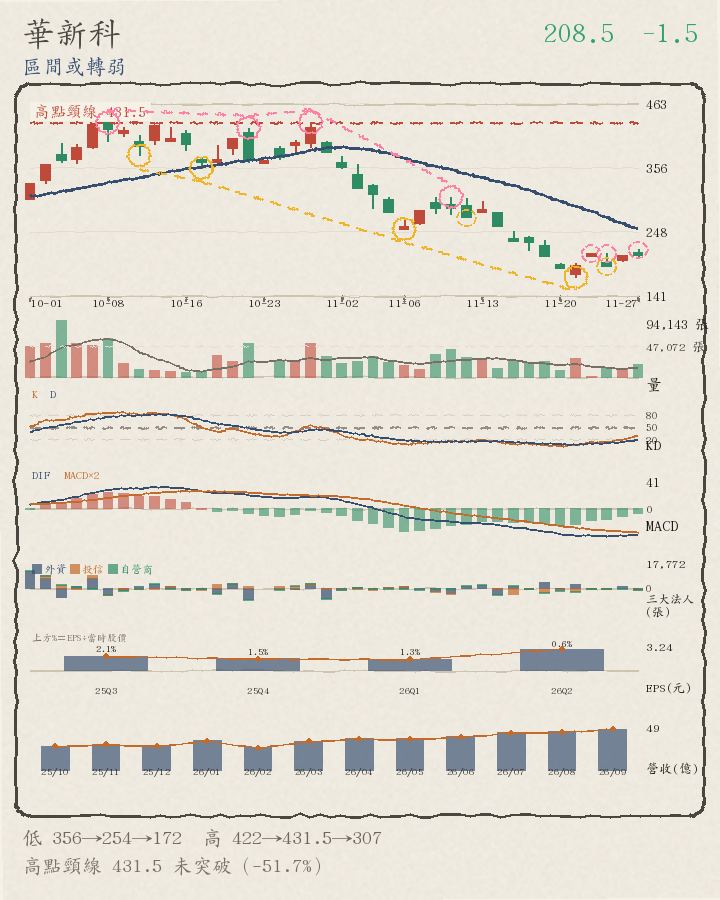 華新科
208.5 -1.5
區間或轉弱
高點頸線 431.5
463
356
248
141
10-01 10-08 10-16 10-23 11-02 11-06 11-13 11-20 11-27
94,143 張
47,072 張
量
K D
80
50
20
KD
DIF MACD×2
41
0
MACD
外資 投信 自營商
17,772
0
三大法人
(張)
上方%=EPS÷當時股價
2.1% 1.5% 1.3% 0.6%
3.24
25Q3 25Q4 26Q1 26Q2
EPS(元)
49
25/10 25/11 25/12 26/01 26/02 26/03 26/04 26/05 26/06 26/07 26/08 26/09
營收(億)
低 356→254→172 高 422→431.5→307
高點頸線 431.5 未突破 (-51.7%)